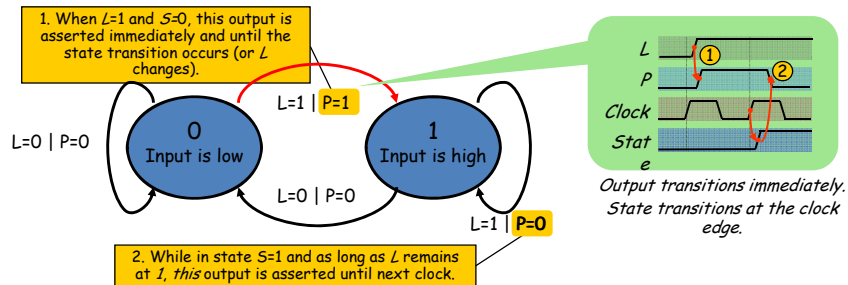 1. When L=1 and S=0, this output is
asserted immediately and until the
state transition occurs (or L
changes).
L=1 | P=1
L=0 | P=0
0
Input is low
1
Input is high
L=0 | P=0
L=1 | P=0
2. While in state S=1 and as long as L remains
at 1, this output is asserted until next clock.
L
1
P
2
Clock
Stat
e
Output transitions immediately.
State transitions at the clock
edge.